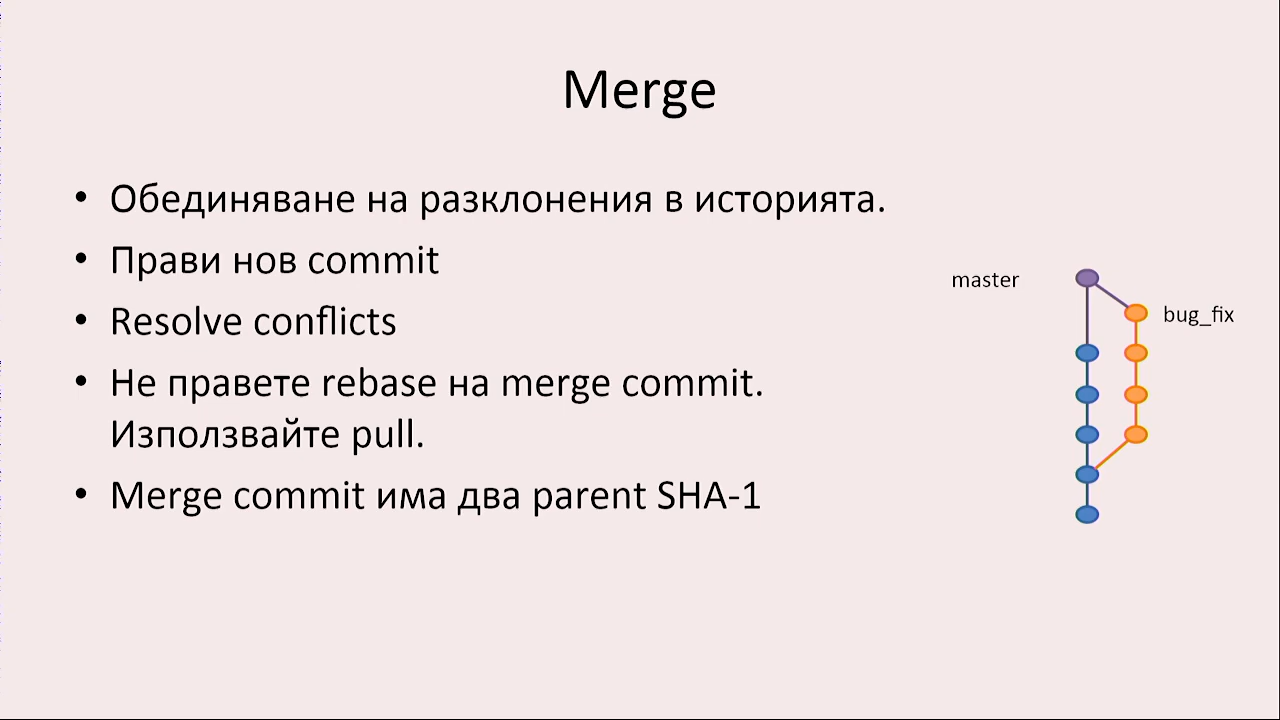 Merge
• Обединяване на разклонения в историята.
• Прави нов commit
• Resolve conflicts
• Не правете rebase на merge commit.
Използвайте pull.
• Merge commit има два parent SHA-1
master
bug_fix